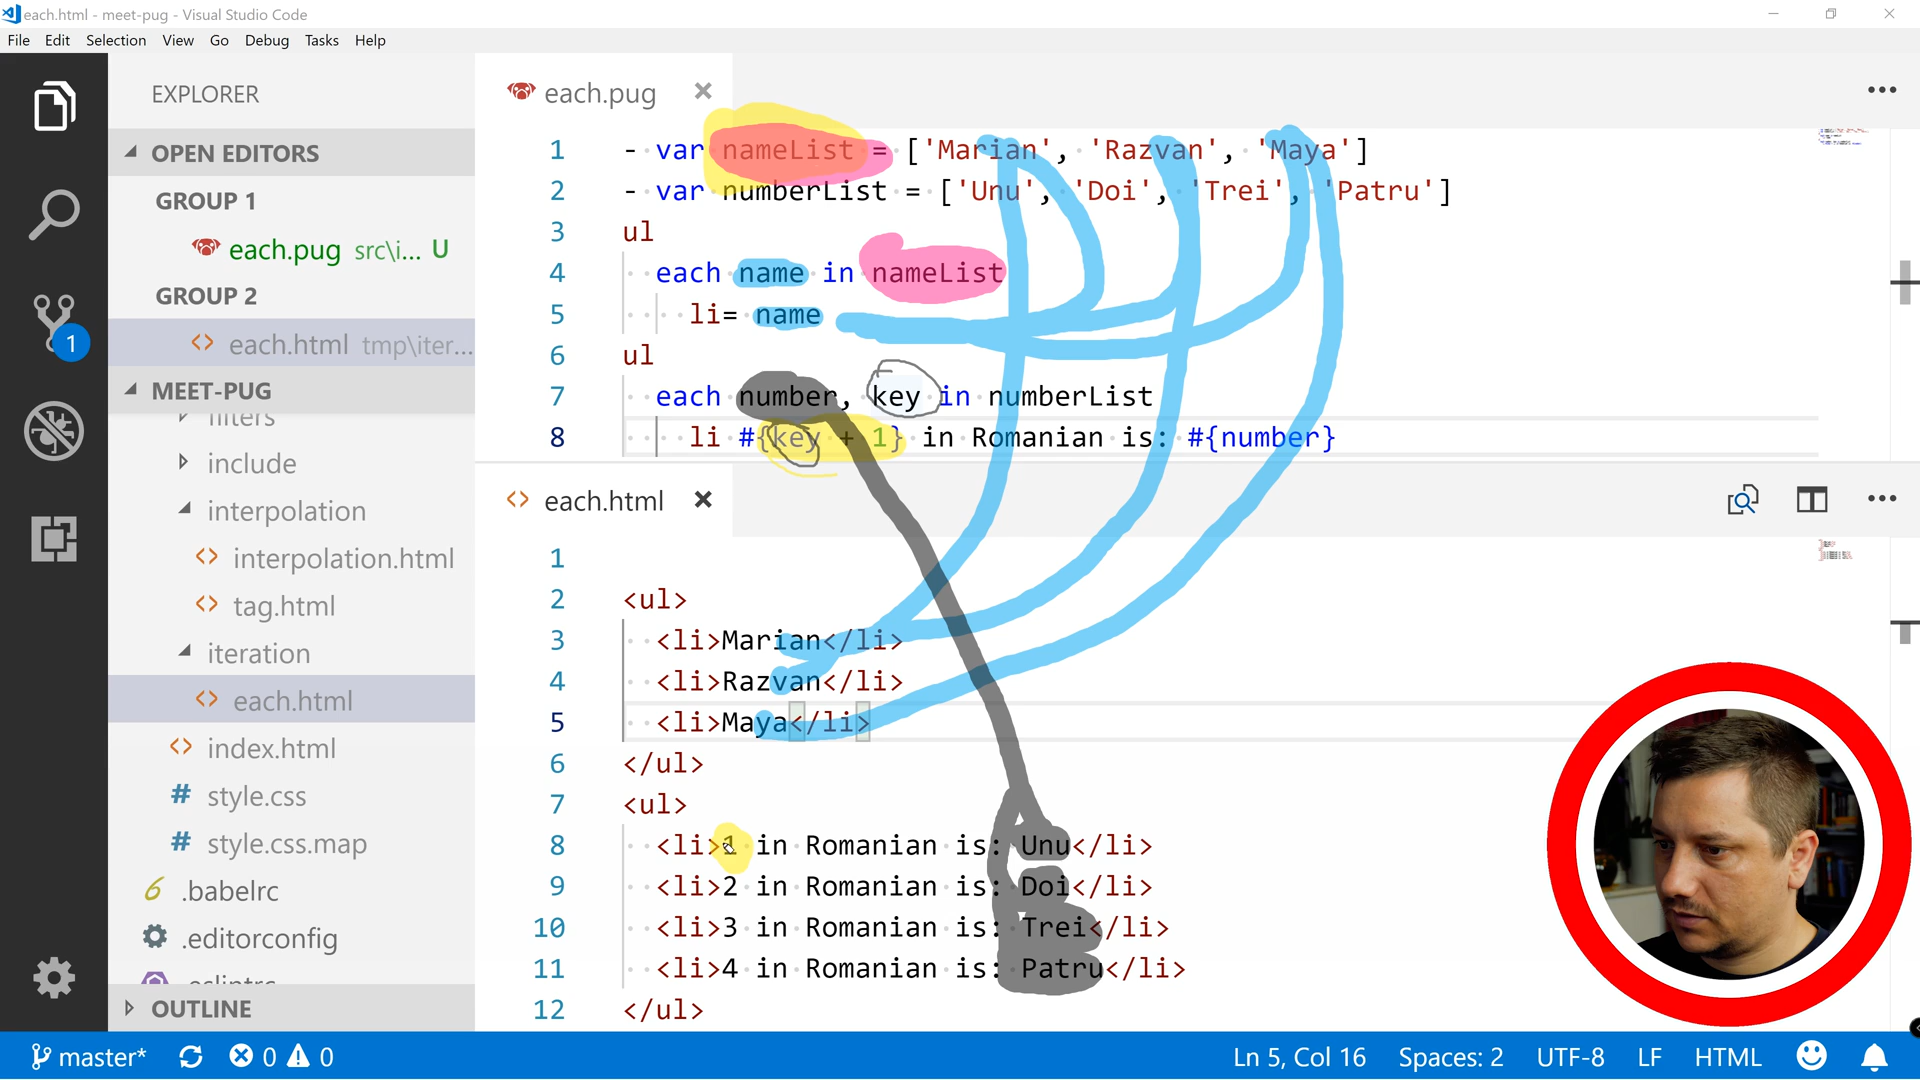 each.html - meet-pug - Visual Studio Code
File Edit Selection View Go Debug Tasks Help
EXPLORER
OPEN EDITORS
GROUP 1
each.pug src\i... U
GROUP 2
each.html tmp\iter...
MEET-PUG
filters
include
interpolation
interpolation.html
tag.html
iteration
each.html
index.html
style.css
style.css.map
.babelrc
.editorconfig
OUTLINE
1
each.pug
1 - var nameList = ['Marian', 'Razvan', 'Maya']
2 - var numberList = ['Unu', 'Doi', 'Trei', 'Patru']
3 ul
4 each name in nameList
5 li= name
6 ul
7 each number, key in numberList
8 li #{key + 1} in Romanian is: #{number}
each.html
1
2 <ul>
3 <li>Marian</li>
4 <li>Razvan</li>
5 <li>Maya</li>
6 </ul>
7 <ul>
8 <li>1 in Romanian is: Unu</li>
9 <li>2 in Romanian is: Doi</li>
10 <li>3 in Romanian is: Trei</li>
11 <li>4 in Romanian is: Patru</li>
12 </ul>
master* 0 0 Ln 5, Col 16 Spaces: 2 UTF-8 LF HTML